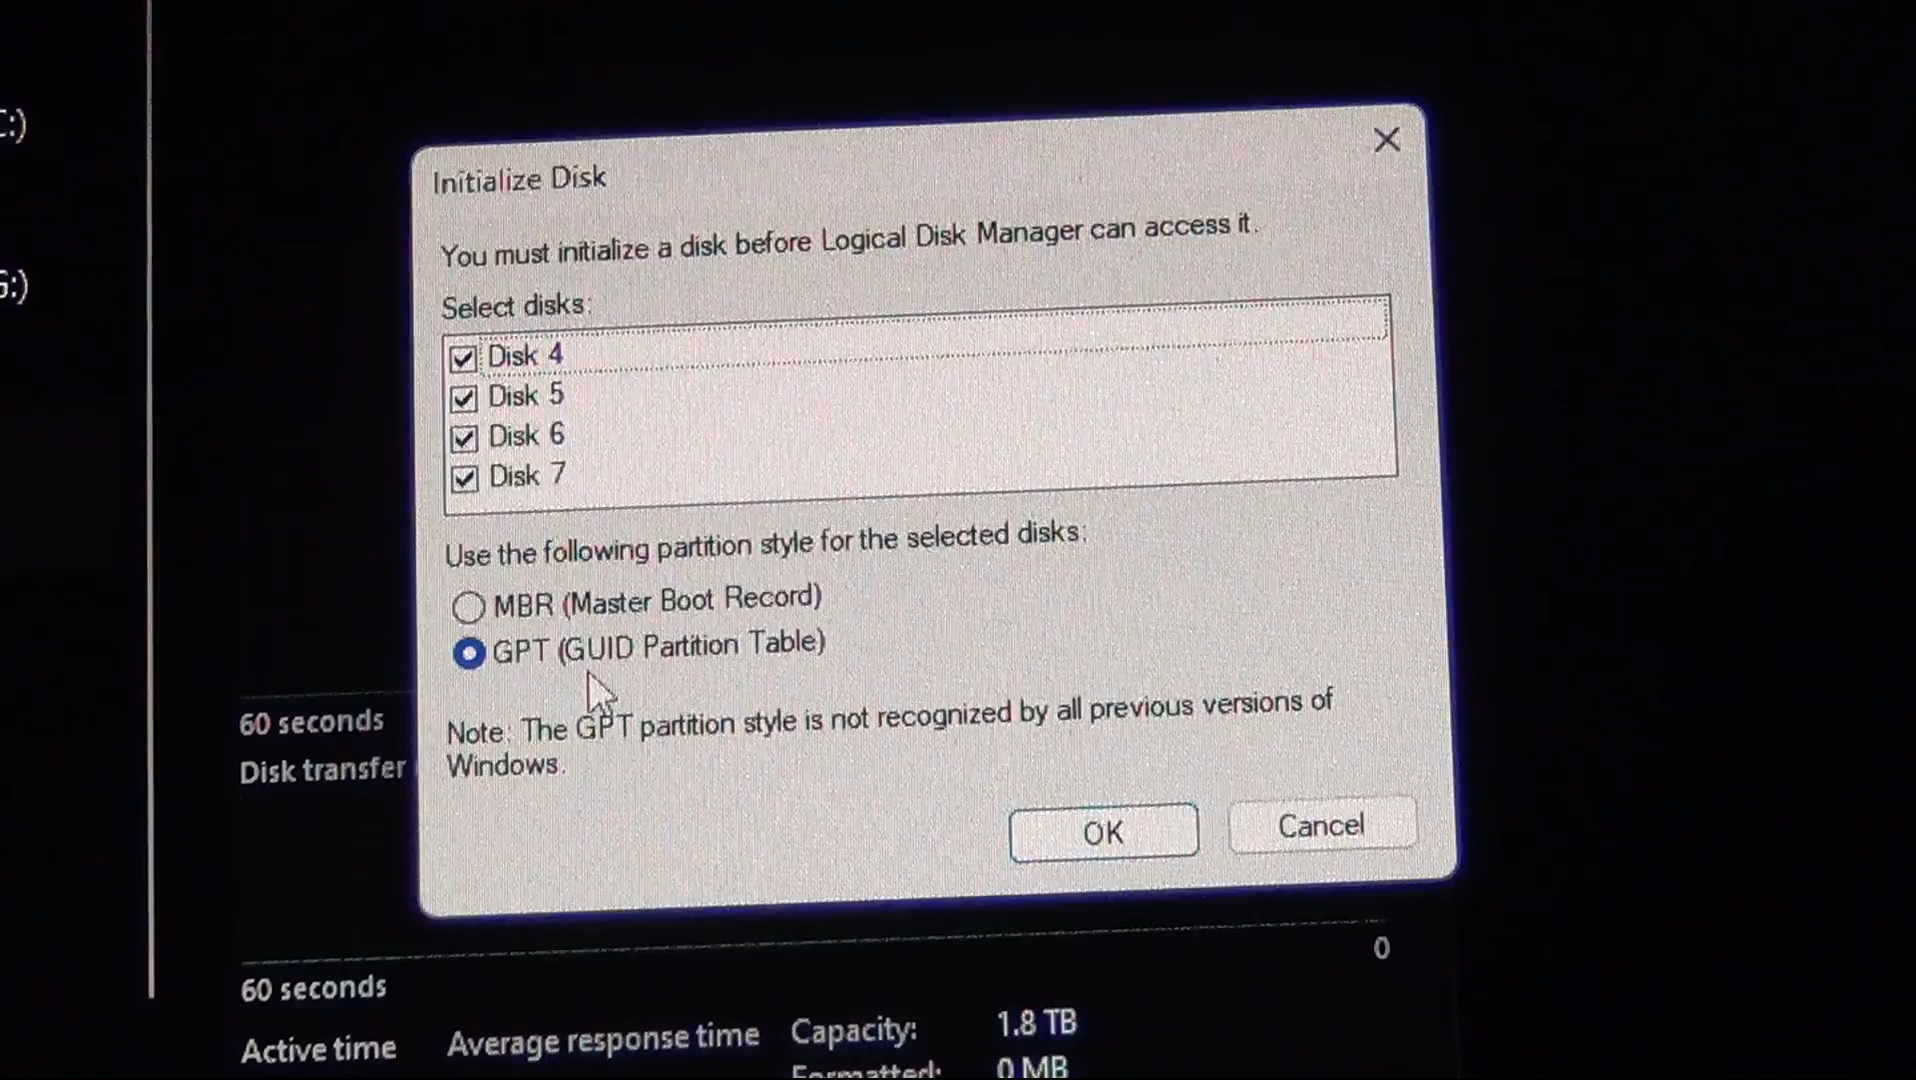 C:)
G:)
Initialize Disk
You must initialize a disk before Logical Disk Manager can access it.
Select disks:
Disk 4
Disk 5
Disk 6
Disk 7
Use the following partition style for the selected disks:
MBR (Master Boot Record)
GPT (GUID Partition Table)
Note: The GPT partition style is not recognized by all previous versions of
Windows.
OK
Cancel
60 seconds
Disk transfer
0
60 seconds
Active time
Average response time
Capacity:
1.8 TB
Formatted:
0 MB